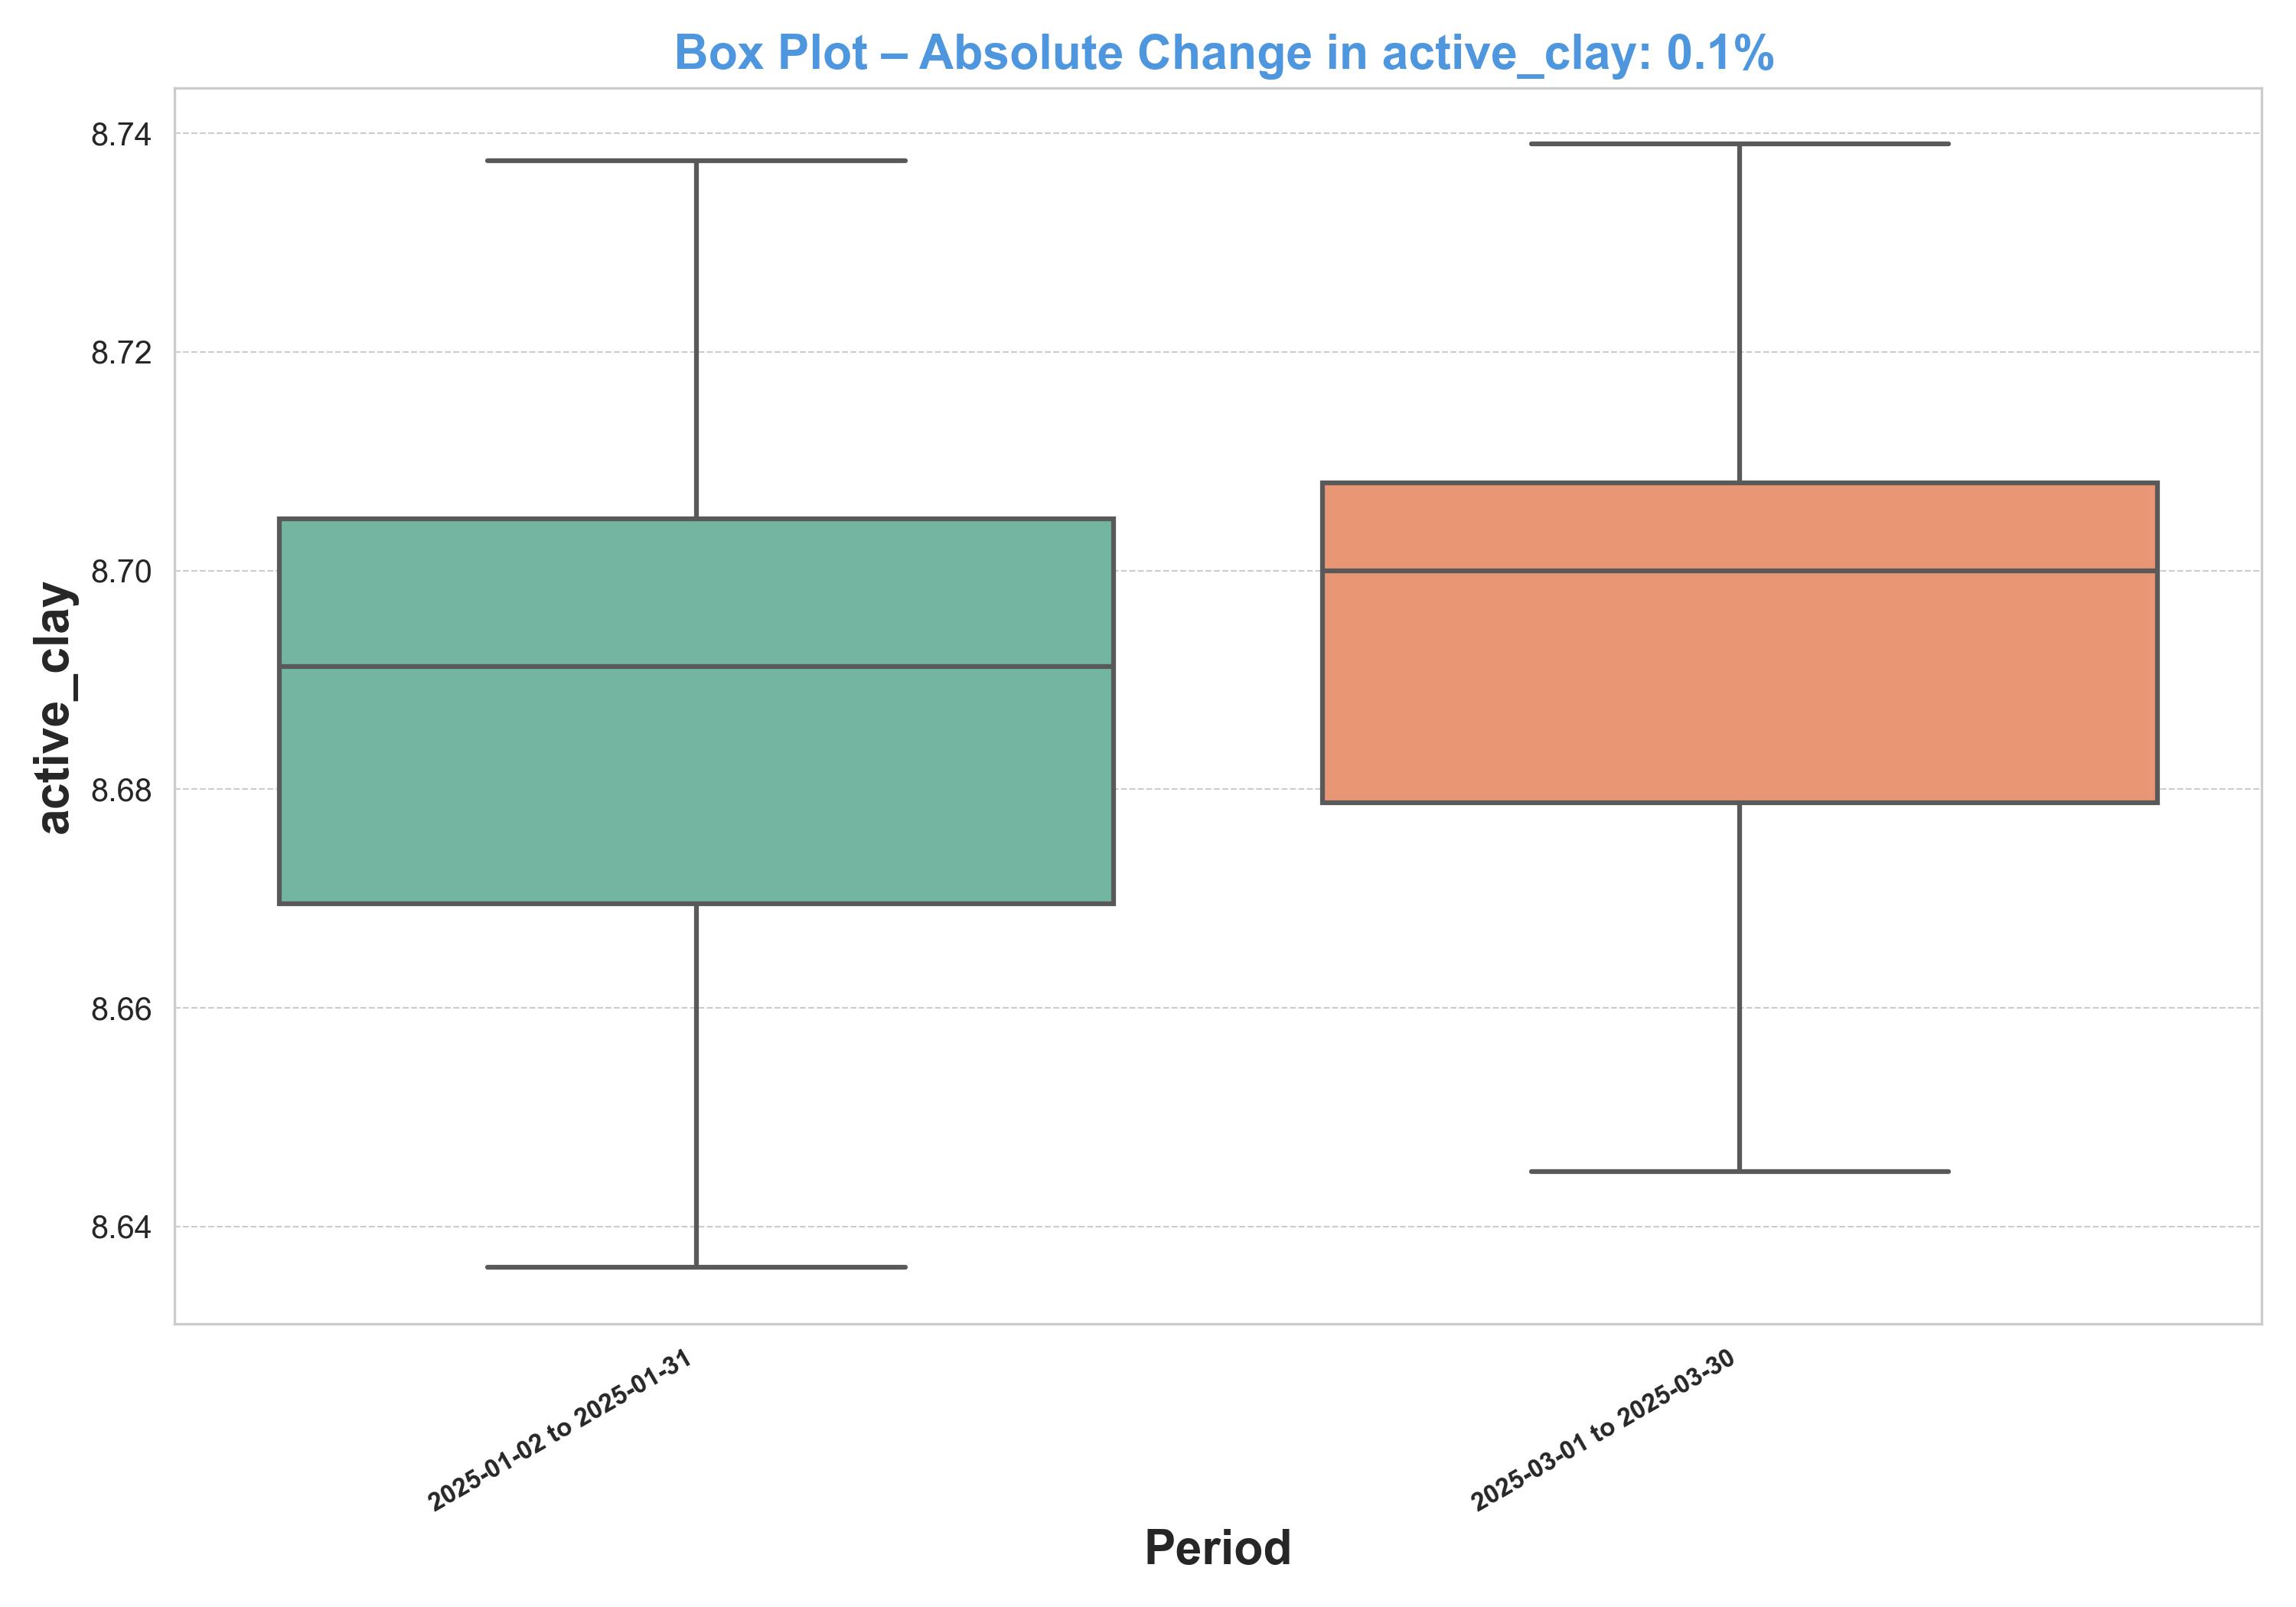 Box Plot – Absolute Change in active_clay: 0.1%
active_clay
8.74
8.72
8.70
8.68
8.66
8.64
2025-01-02 to 2025-01-31
2025-03-01 to 2025-03-30
Period